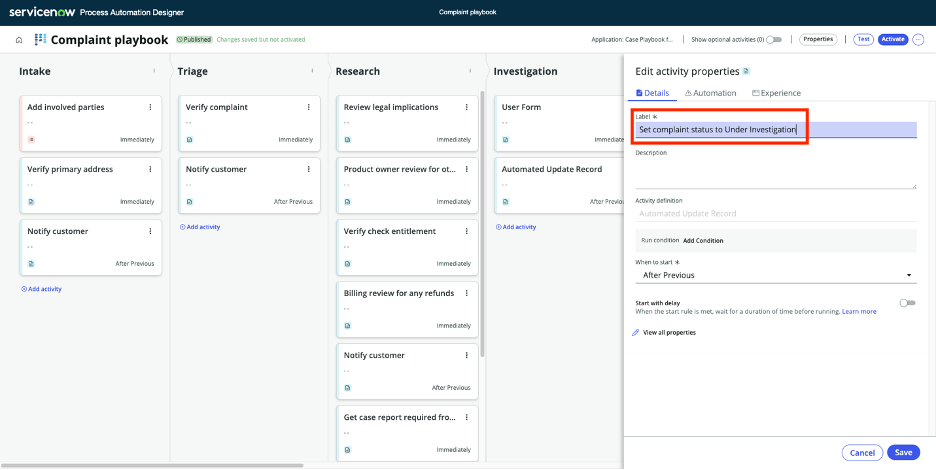 servicenow Process Automation Designer
Complaint playbook
Complaint playbook
Published
Changes saved but not activated
Application: Case Playbook f...
Show optional activities (0)
Properties
Test
Activate
Intake
Add involved parties
--
Immediately
Verify primary address
--
Immediately
Notify customer
--
After Previous
Add activity
Triage
Verify complaint
--
Immediately
Notify customer
--
After Previous
Add activity
Research
Review legal implications
--
Immediately
Product owner review for ot...
--
Immediately
Verify check entitlement
--
Immediately
Billing review for any refunds
--
Immediately
Notify customer
--
After Previous
Get case report required fro...
--
Immediately
Investigation
User Form
--
Immediate
Automated Update Record
--
After Previou
Add activity
Edit activity properties
Details
Automation
Experience
Label
Set complaint status to Under Investigation
Description
Activity definition
Automated Update Record
Run condition Add Condition
When to start
After Previous
Start with delay
When the start rule is met, wait for a duration of time before running. Learn more
View all properties
Cancel
Save